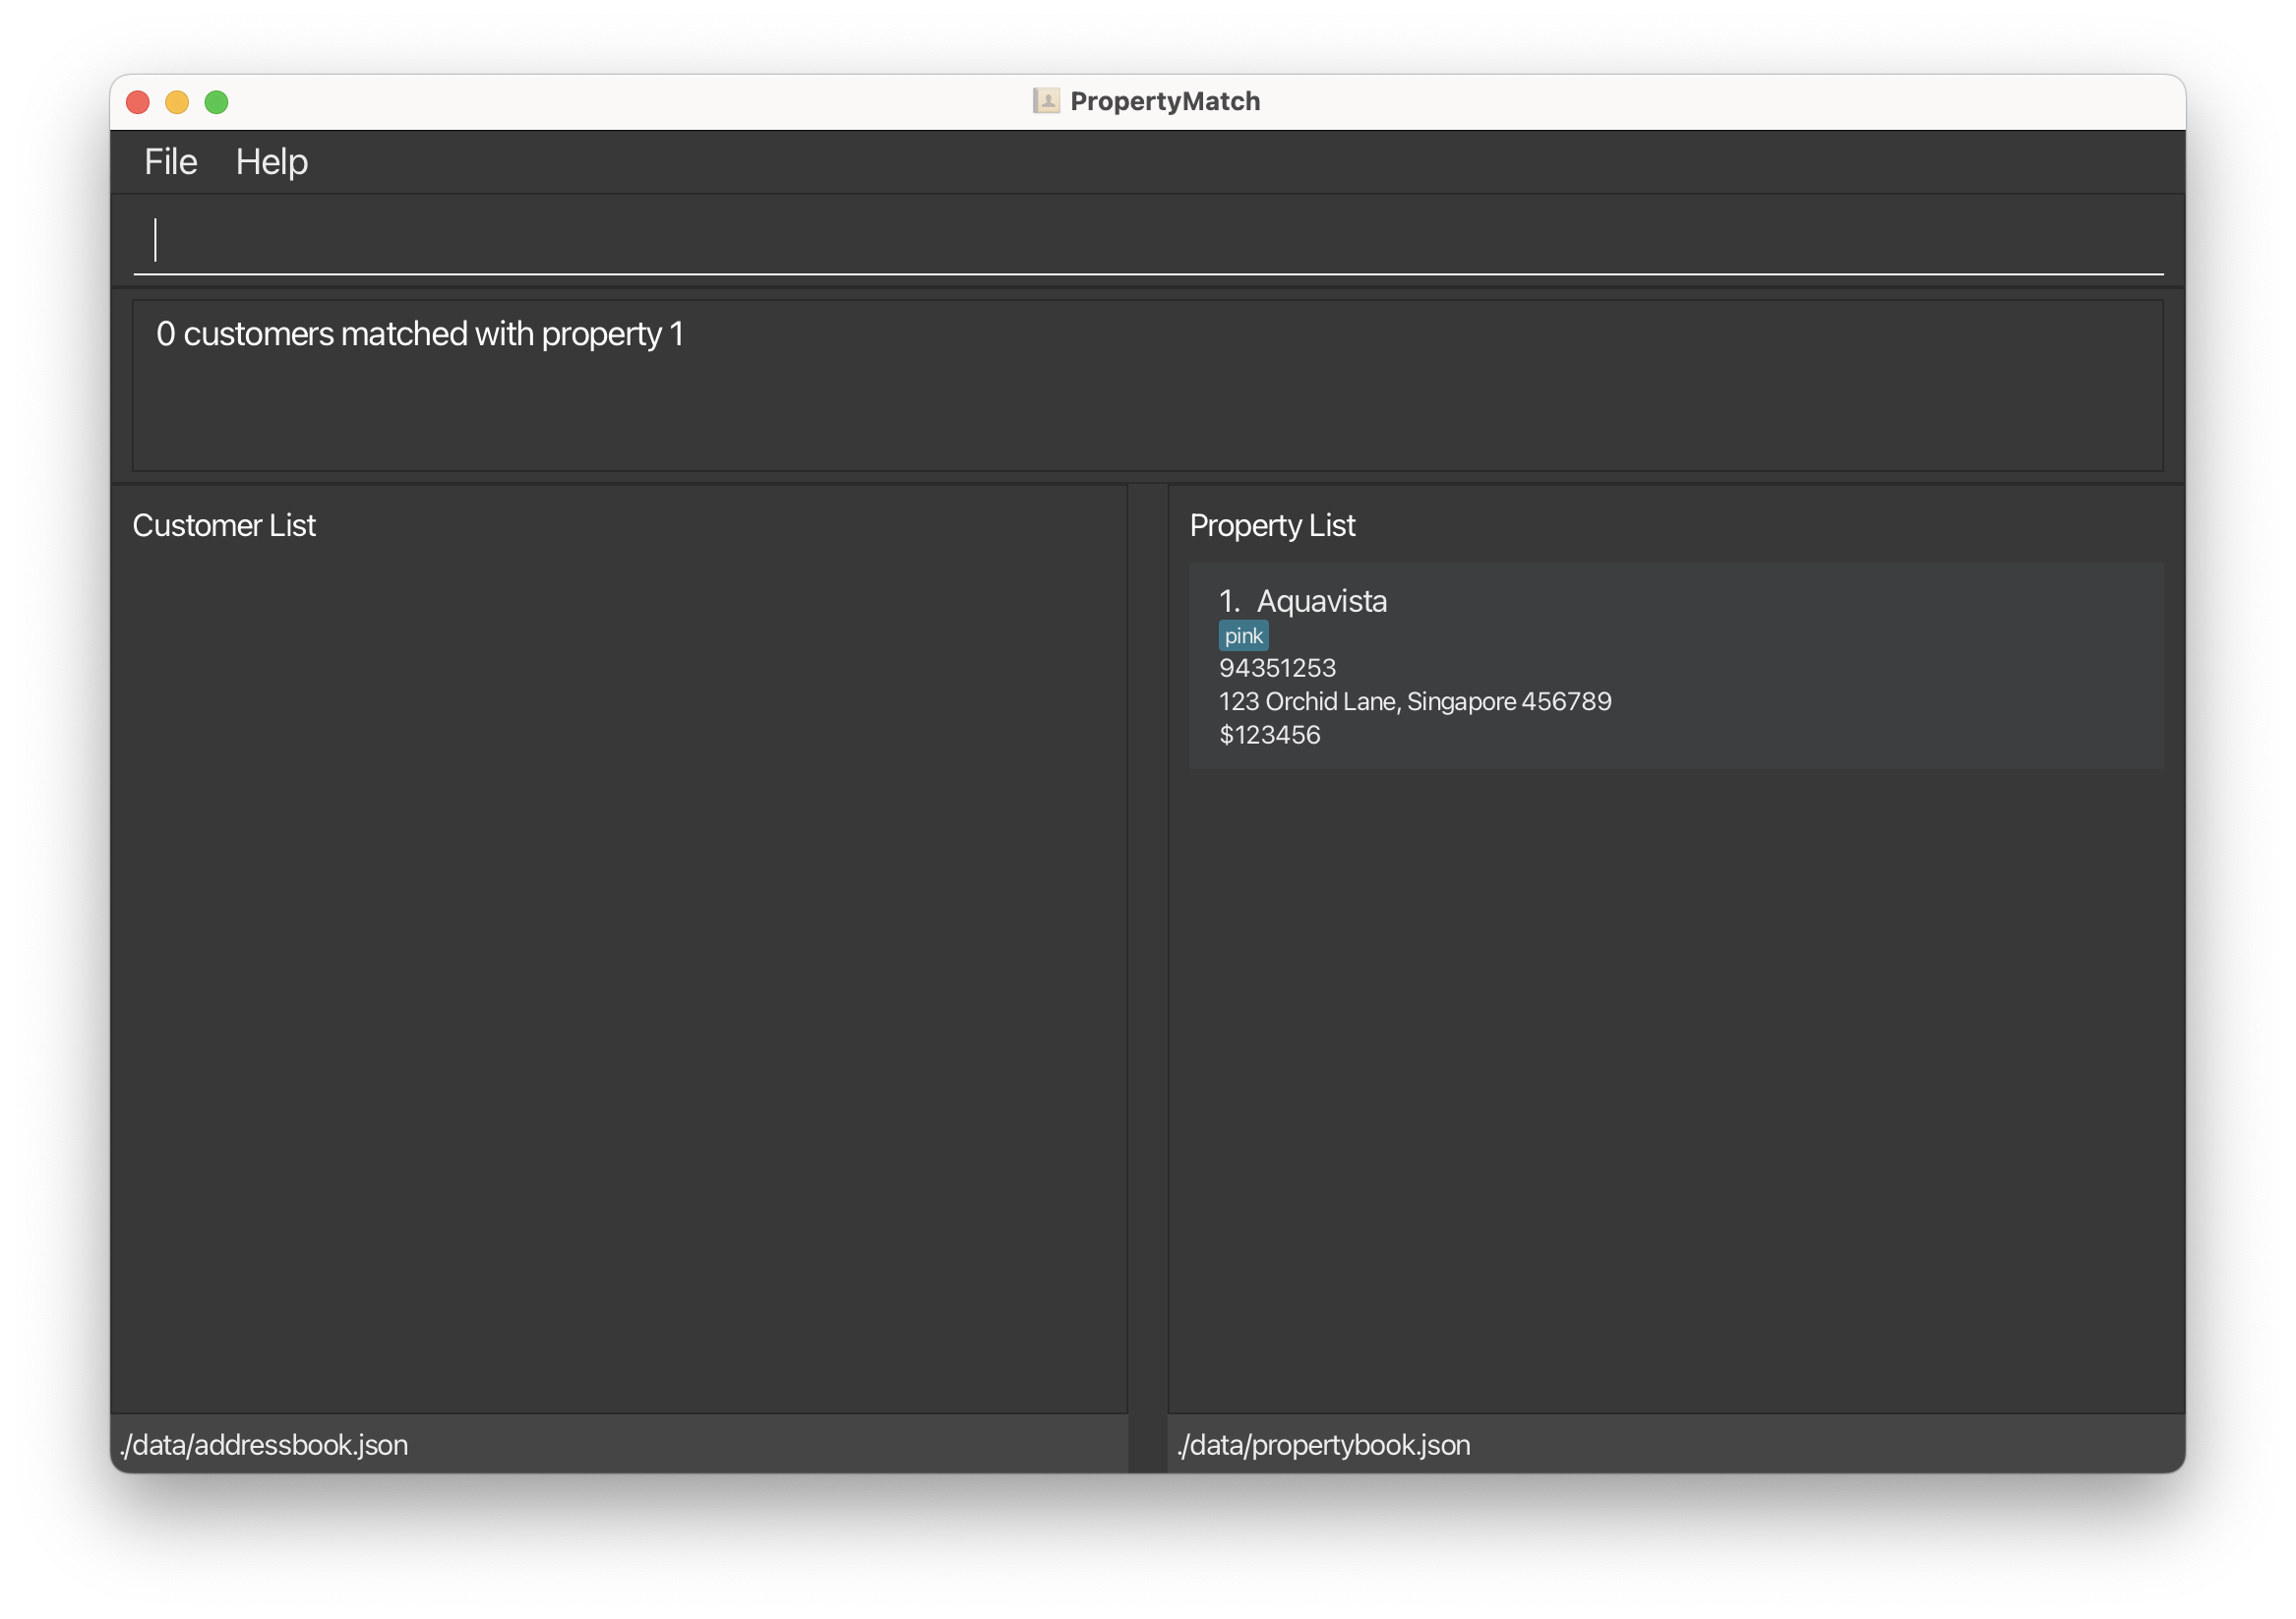 PropertyMatch
File Help
0 customers matched with property 1
Customer List
Property List
1. Aquavista
pink
94351253
123 Orchid Lane, Singapore 456789
$123456
./data/addressbook.json
./data/propertybook.json